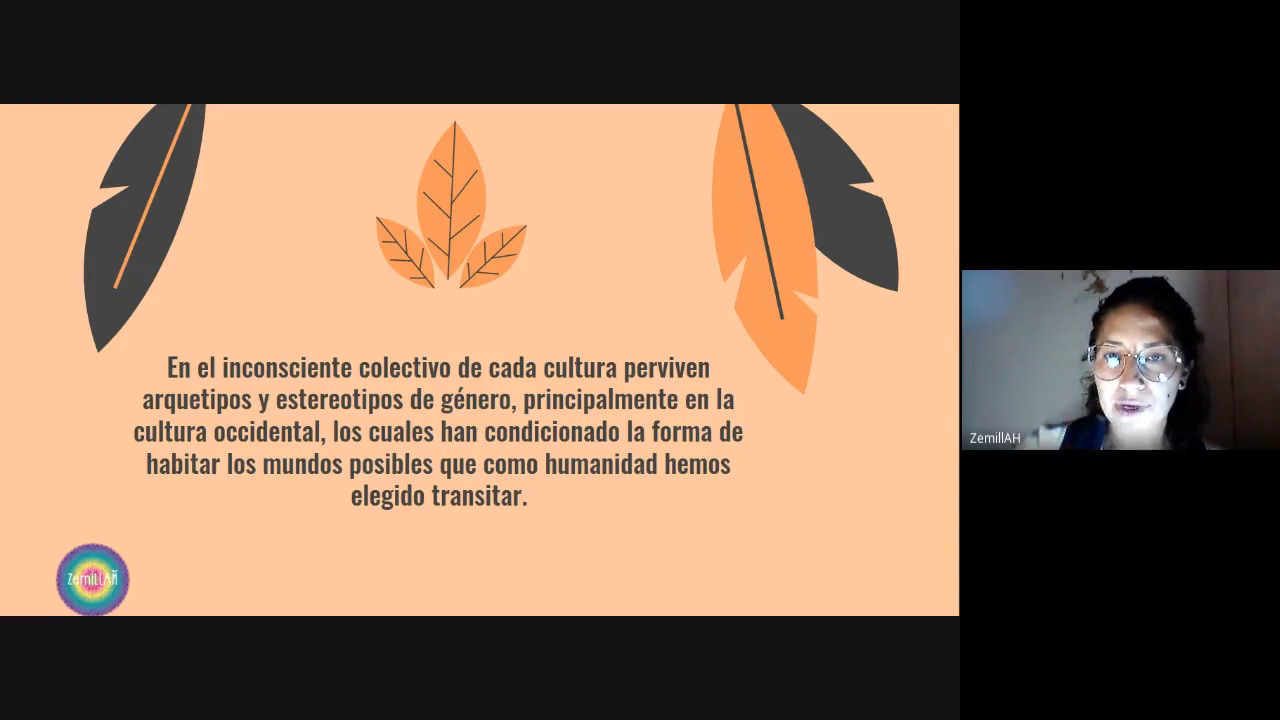 En el inconsciente colectivo de cada cultura perviven
arquetipos y estereotipos de género, principalmente en la
cultura occidental, los cuales han condicionado la forma de
habitar los mundos posibles que como humanidad hemos
elegido transitar.
ZemillAH
ZemillAH